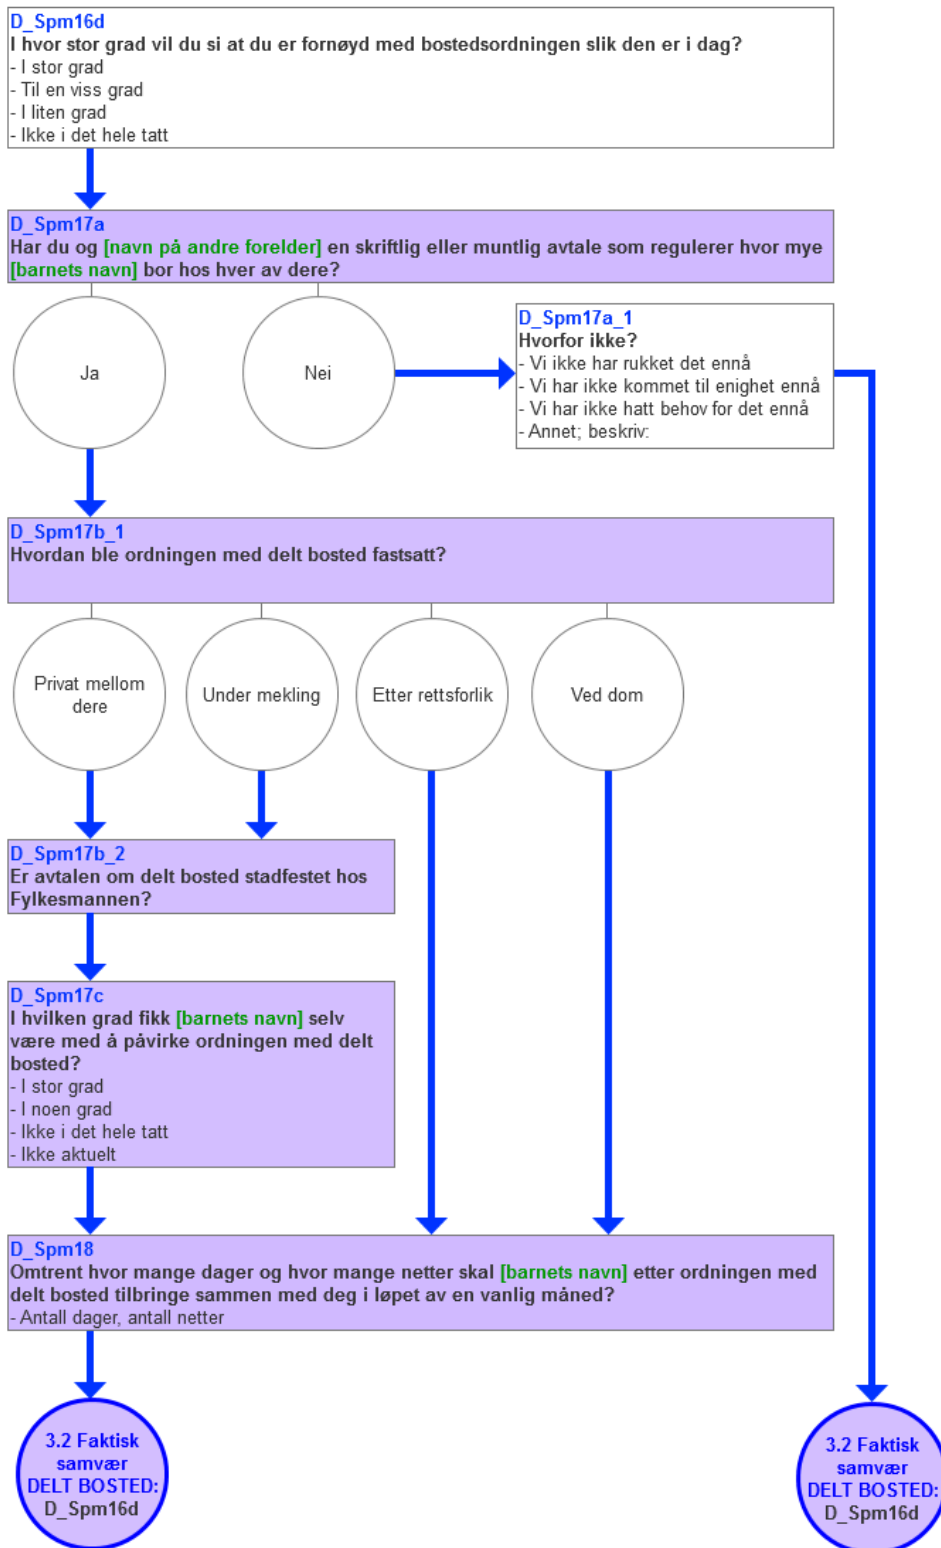 D_Spm16d
I hvor stor grad vil du si at du er fornøyd med bostedsordningen slik den er i dag?
- I stor grad
- Til en viss grad
- I liten grad
- Ikke i det hele tatt
D_Spm17a
Har du og [navn på andre forelder] en skriftlig eller muntlig avtale som regulerer hvor mye
[barnets navn] bor hos hver av dere?
Ja
Nei
D_Spm17a_1
Hvorfor ikke?
- Vi ikke har rukket det ennå
- Vi har ikke kommet til enighet ennå
- Vi har ikke hatt behov for det ennå
- Annet; beskriv:
D_Spm17b_1
Hvordan ble ordningen med delt bosted fastsatt?
Privat mellom
dere
Under mekling
Etter rettsforlik
Ved dom
D_Spm17b_2
Er avtalen om delt bosted stadfestet hos
Fylkesmannen?
D_Spm17c
I hvilken grad fikk [barnets navn] selv
være med å påvirke ordningen med delt
bosted?
- I stor grad
- I noen grad
- Ikke i det hele tatt
- Ikke aktuelt
D_Spm18
Omtrent hvor mange dager og hvor mange netter skal [barnets navn] etter ordningen med
delt bosted tilbringe sammen med deg i løpet av en vanlig måned?
- Antall dager, antall netter
3.2 Faktisk
samvær
DELT BOSTED:
D_Spm16d
3.2 Faktisk
samvær
DELT BOSTED:
D_Spm16d